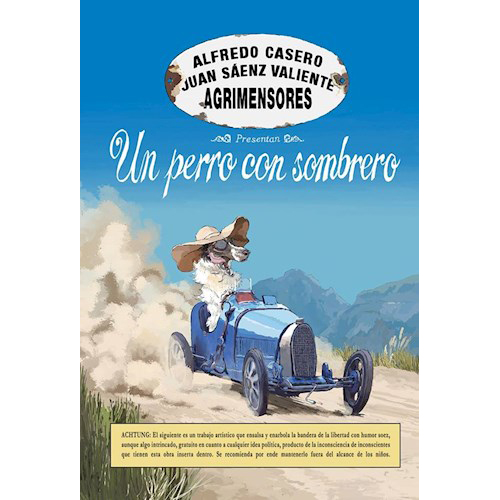 ALFREDO CASERO
JUAN SÁENZ VALIENTE
AGRIMENSORES
Presentan
Un perro con sombrero
ACHTUNG: El siguiente es un trabajo artístico que ensalsa y enarbola la bandera de la libertad con humor soez,
aunque algo intrincado, gratuito en cuanto a cualquier idea política, producto de la inconsciencia de inconscientes
que tienen esta obra inserta dentro. Se recomienda por ende mantenerlo fuera del alcance de los niños.